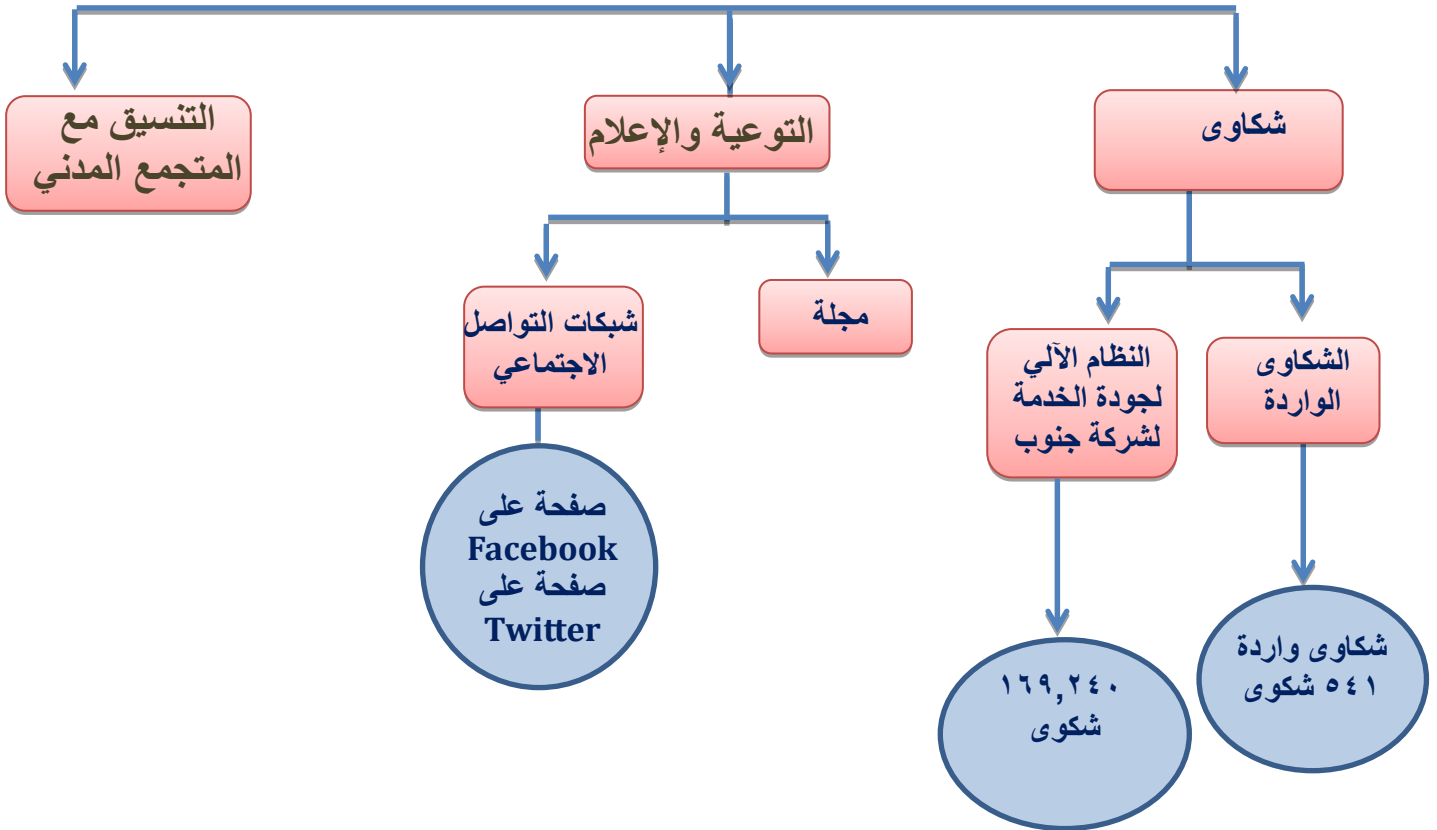 شكاوى
التوعية والإعلام
التنسيق مع
المتجمع المدني
مجلة
شبكات التواصل
الاجتماعي
الشكاوى
الواردة
النظام الآلي
لجودة الخدمة
لشركة جنوب
صفحة على
Facebook
صفحة على
Twitter
شكاوى واردة
٥٤١ شكوى
١٦٩,٢٤٠
شكوى